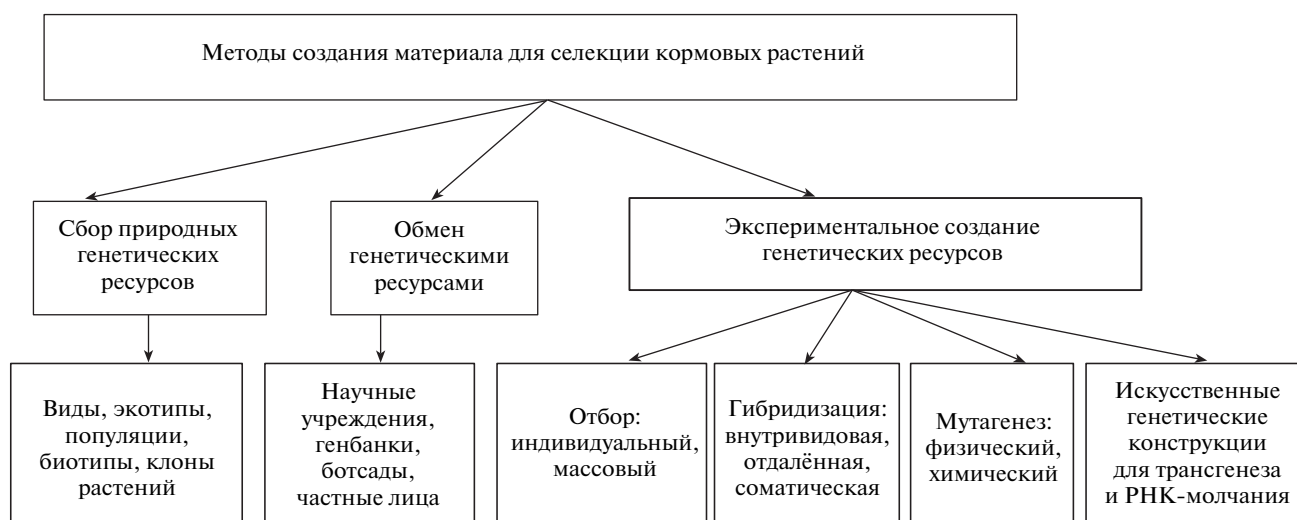 Методы создания материала для селекции кормовых растений
Сбор природных
генетических
ресурсов
Обмен
генетическими
ресурсами
Экспериментальное создание
генетических ресурсов
Виды, экотипы,
популяции,
биотипы, клоны
растений
Научные
учреждения,
генбанки,
ботсады,
частные лица
Отбор:
индивидуальный,
массовый
Гибридизация:
внутривидовая,
отдалённая,
соматическая
Мутагенез:
физический,
химический
Искусственные
генетические
конструкции
для трансгенеза
и РНК-молчания